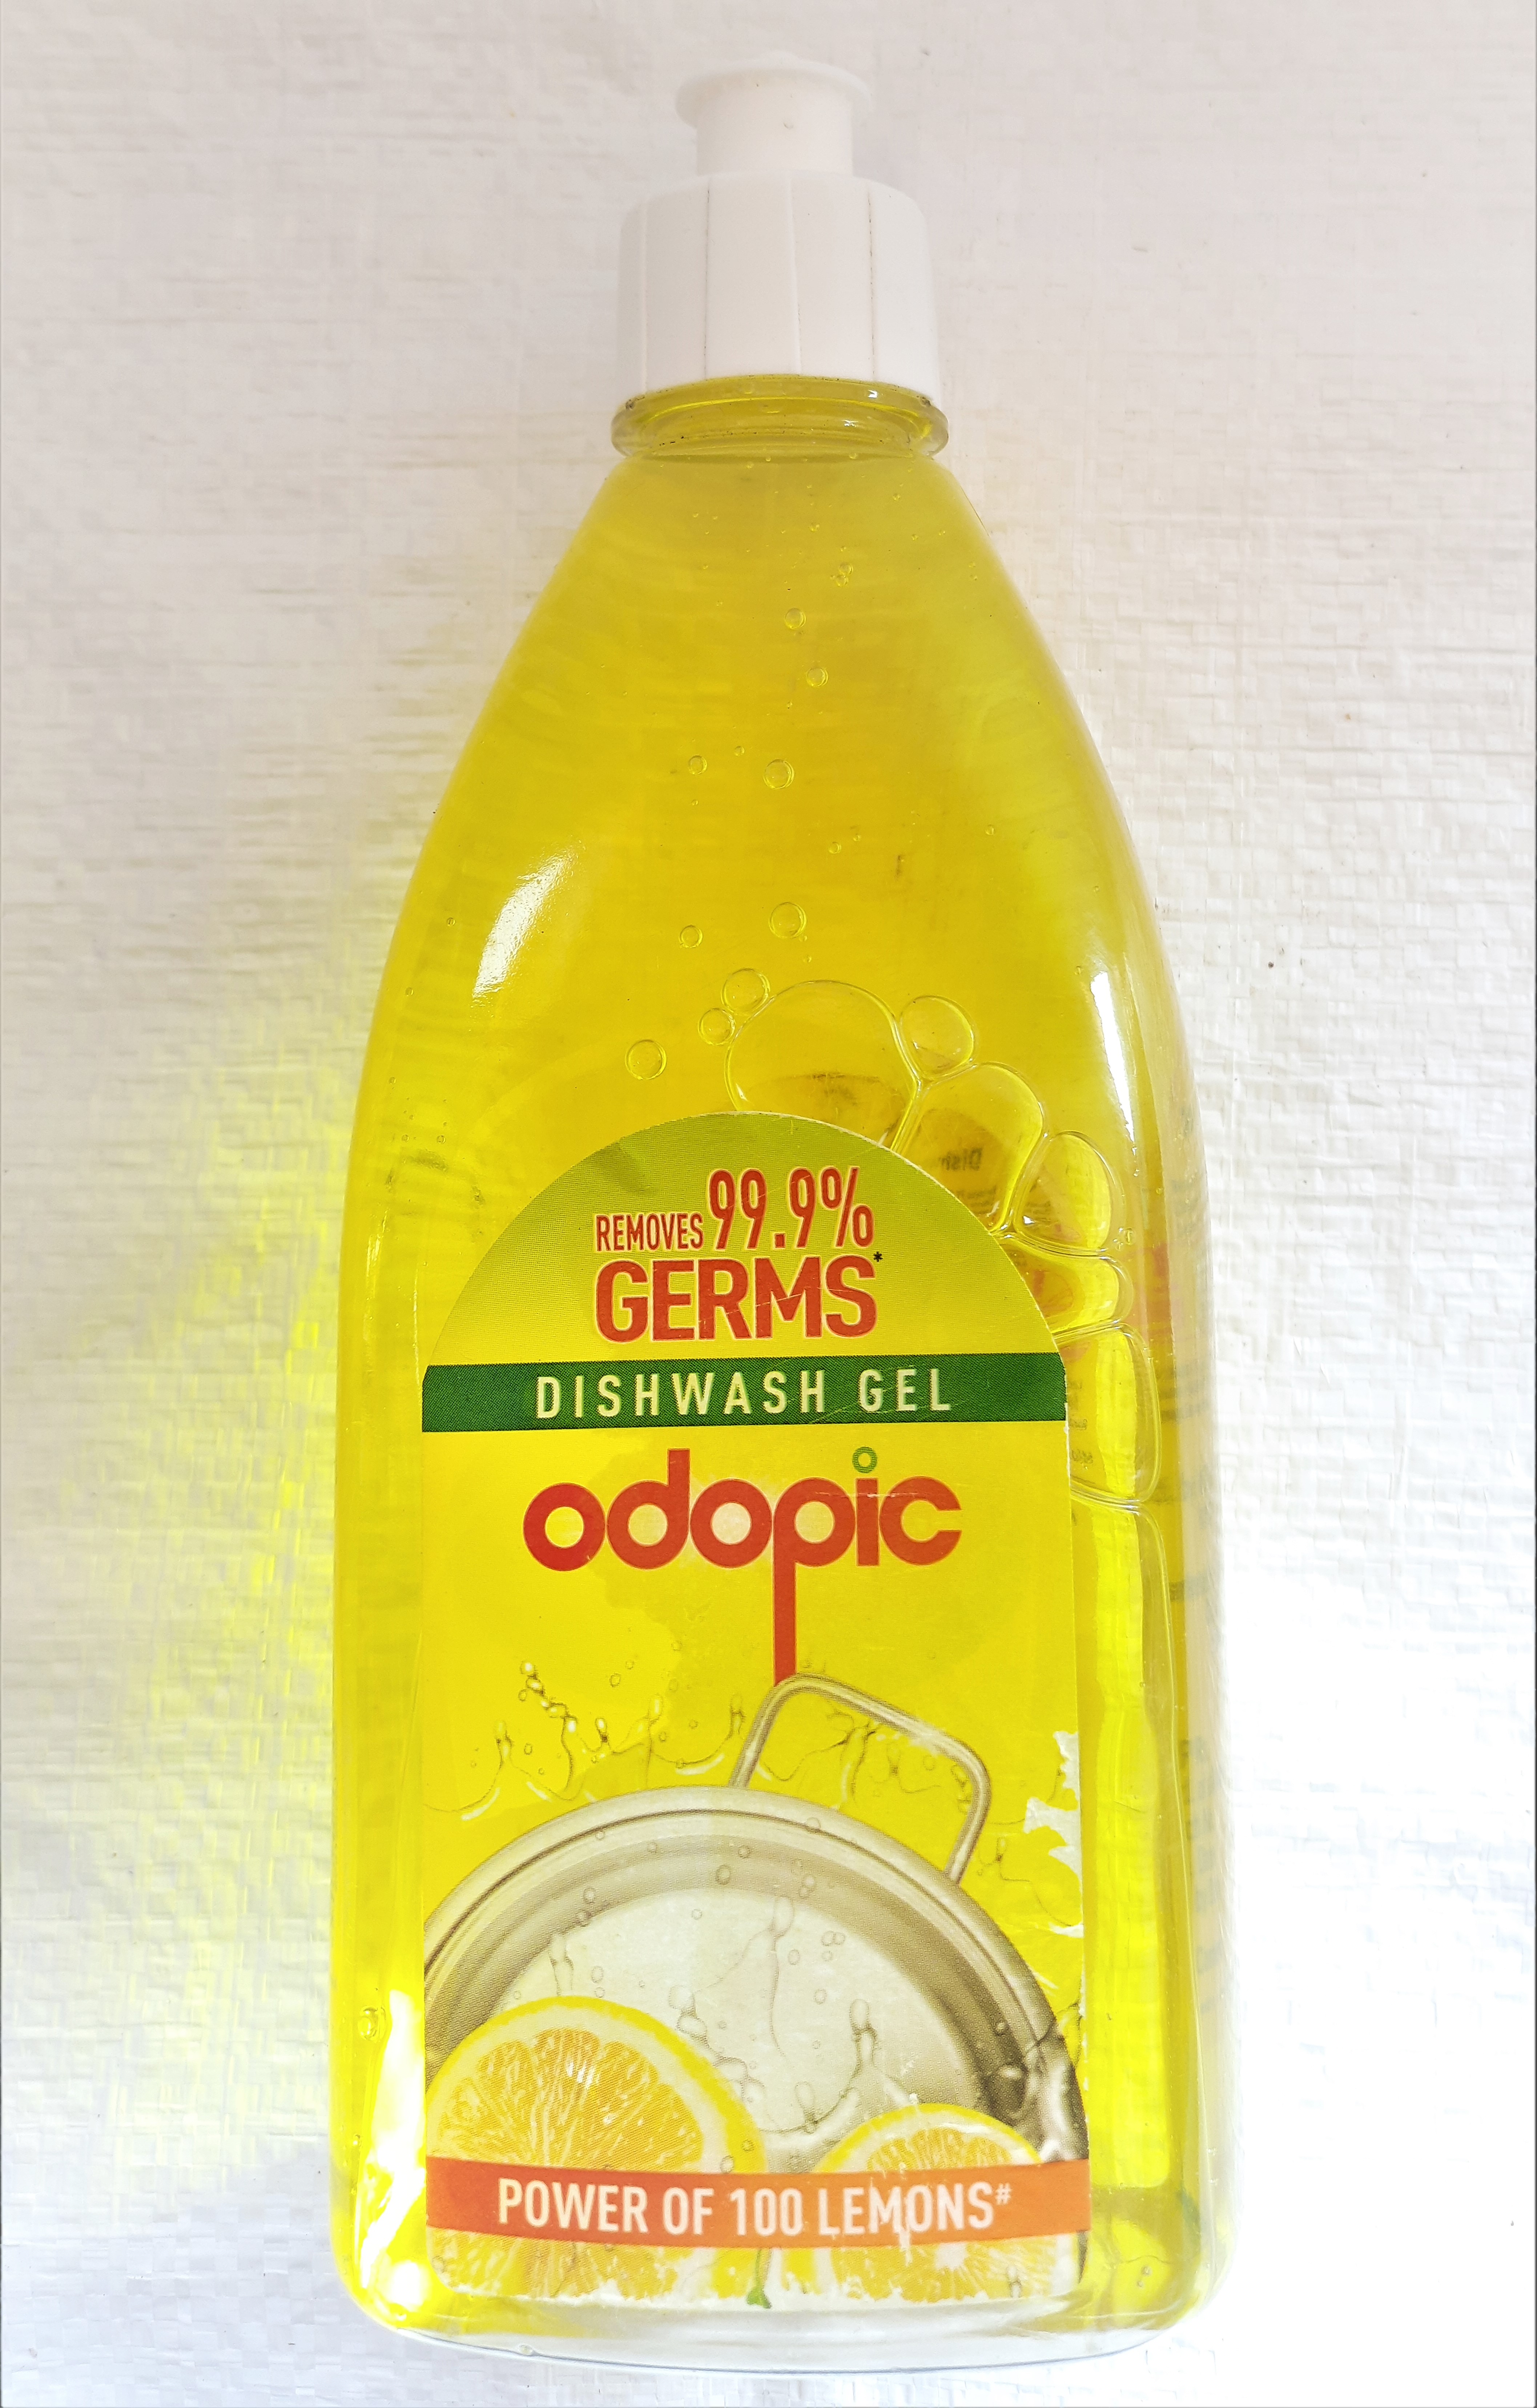 REMOVES 99.9%
GERMS*
DISHWASH GEL
odopic
POWER OF 100 LEMONS#